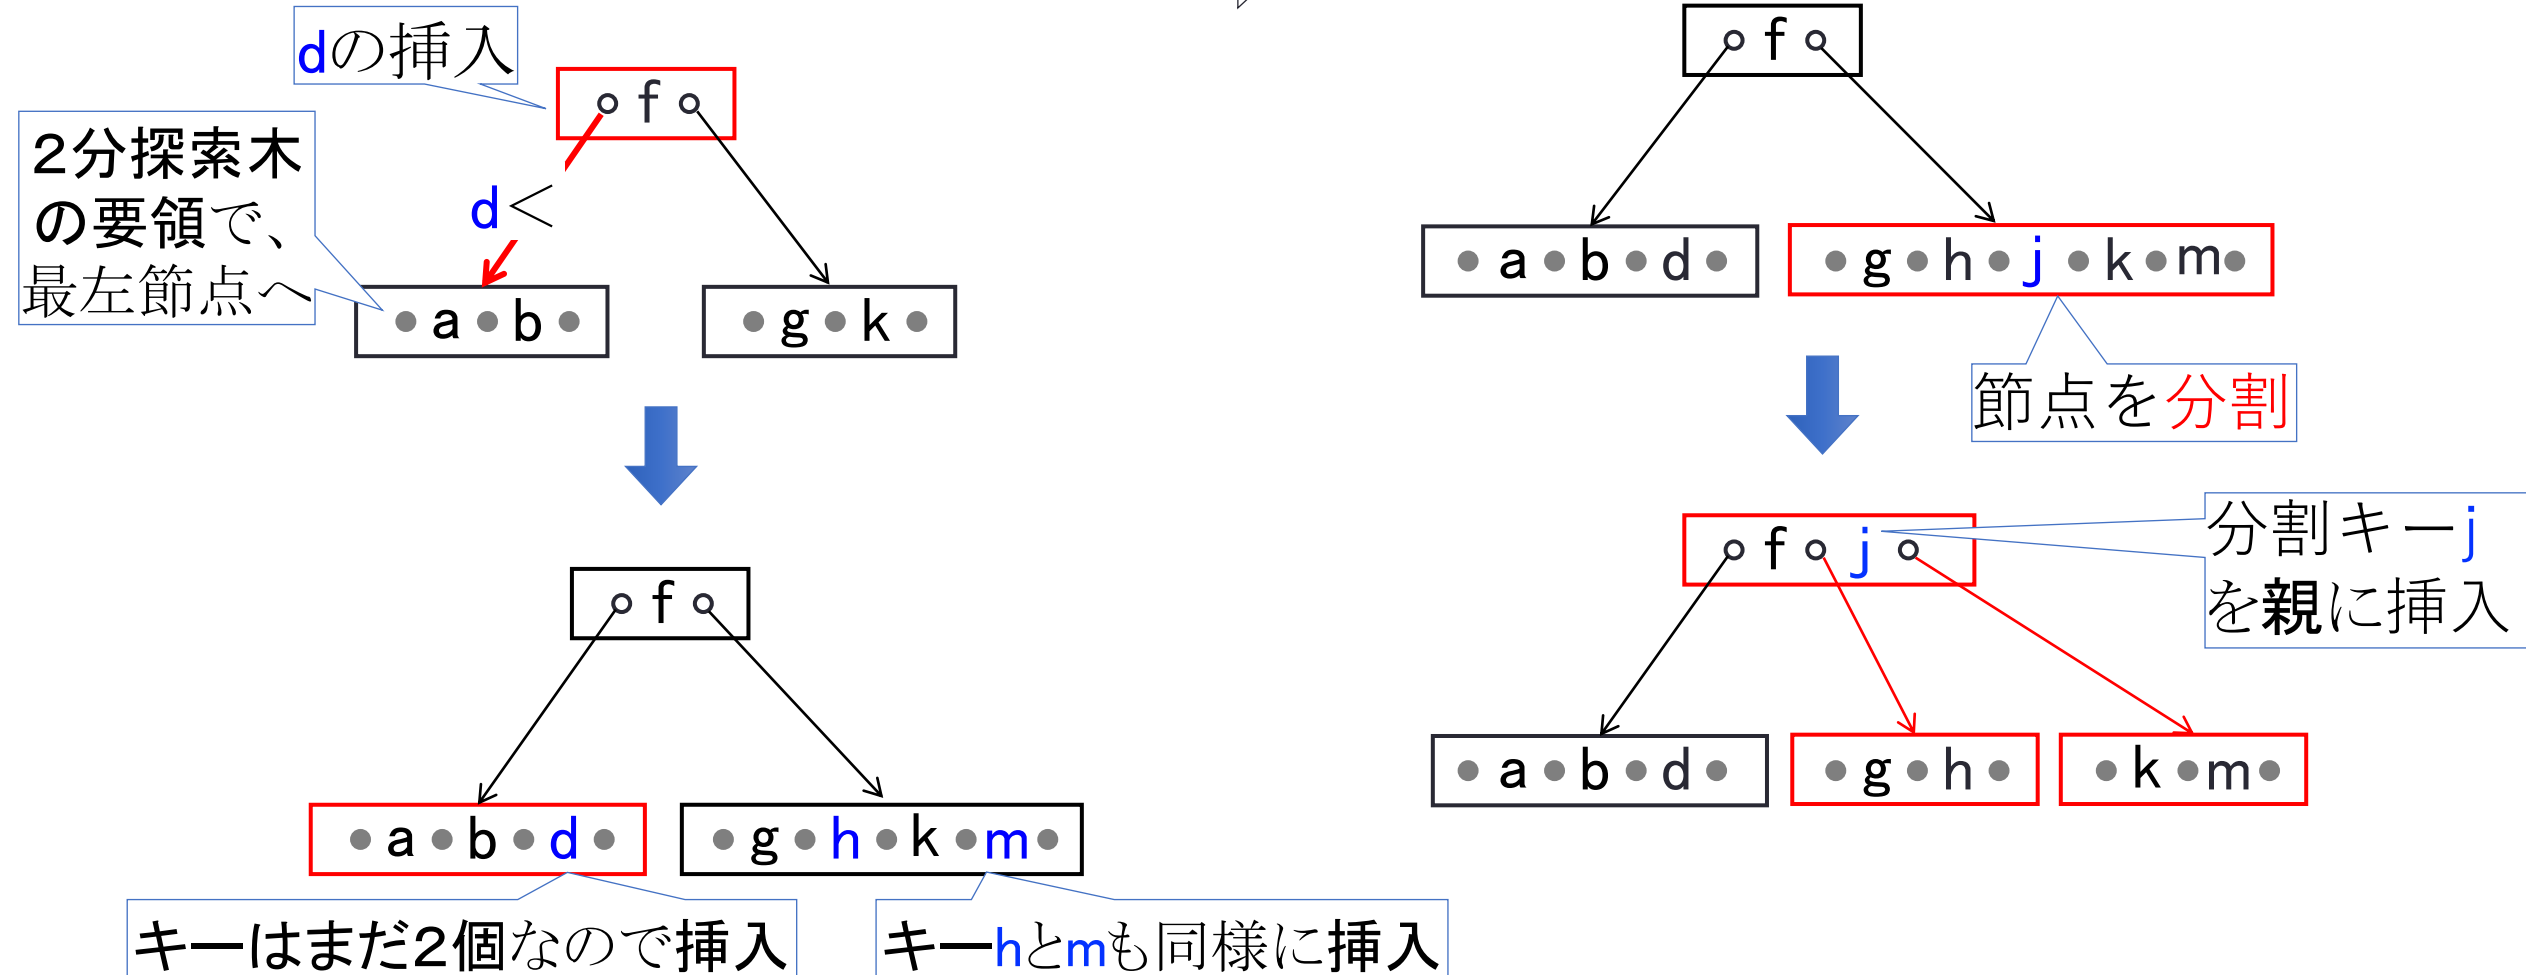 dの挿入
f
2分探索木
の要領で、
最左節点へ
d<
a b
g k
f
a b d
g h k m
キーはまだ2個なので挿入
キーhとmも同様に挿入
f
a b d
g h j k m
節点を分割
f j
分割キーj
を親に挿入
a b d
g h
k m